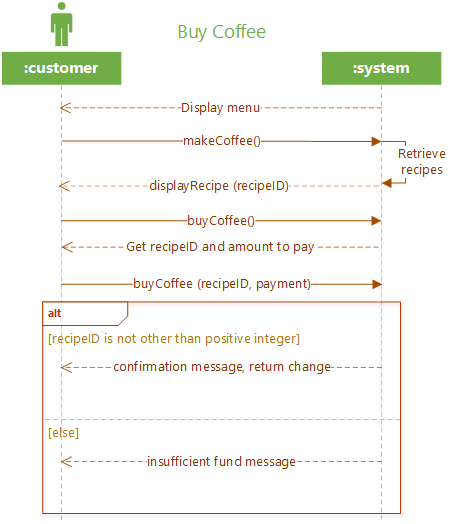 Buy Coffee
:customer
:system
Display menu
makeCoffee()
Retrieve
recipes
displayRecipe (recipeID)
buyCoffee()
Get recipeID and amount to pay
buyCoffee (recipeID, payment)
alt
[recipeID is not other than positive integer]
confirmation message, return change
[else]
insufficient fund message